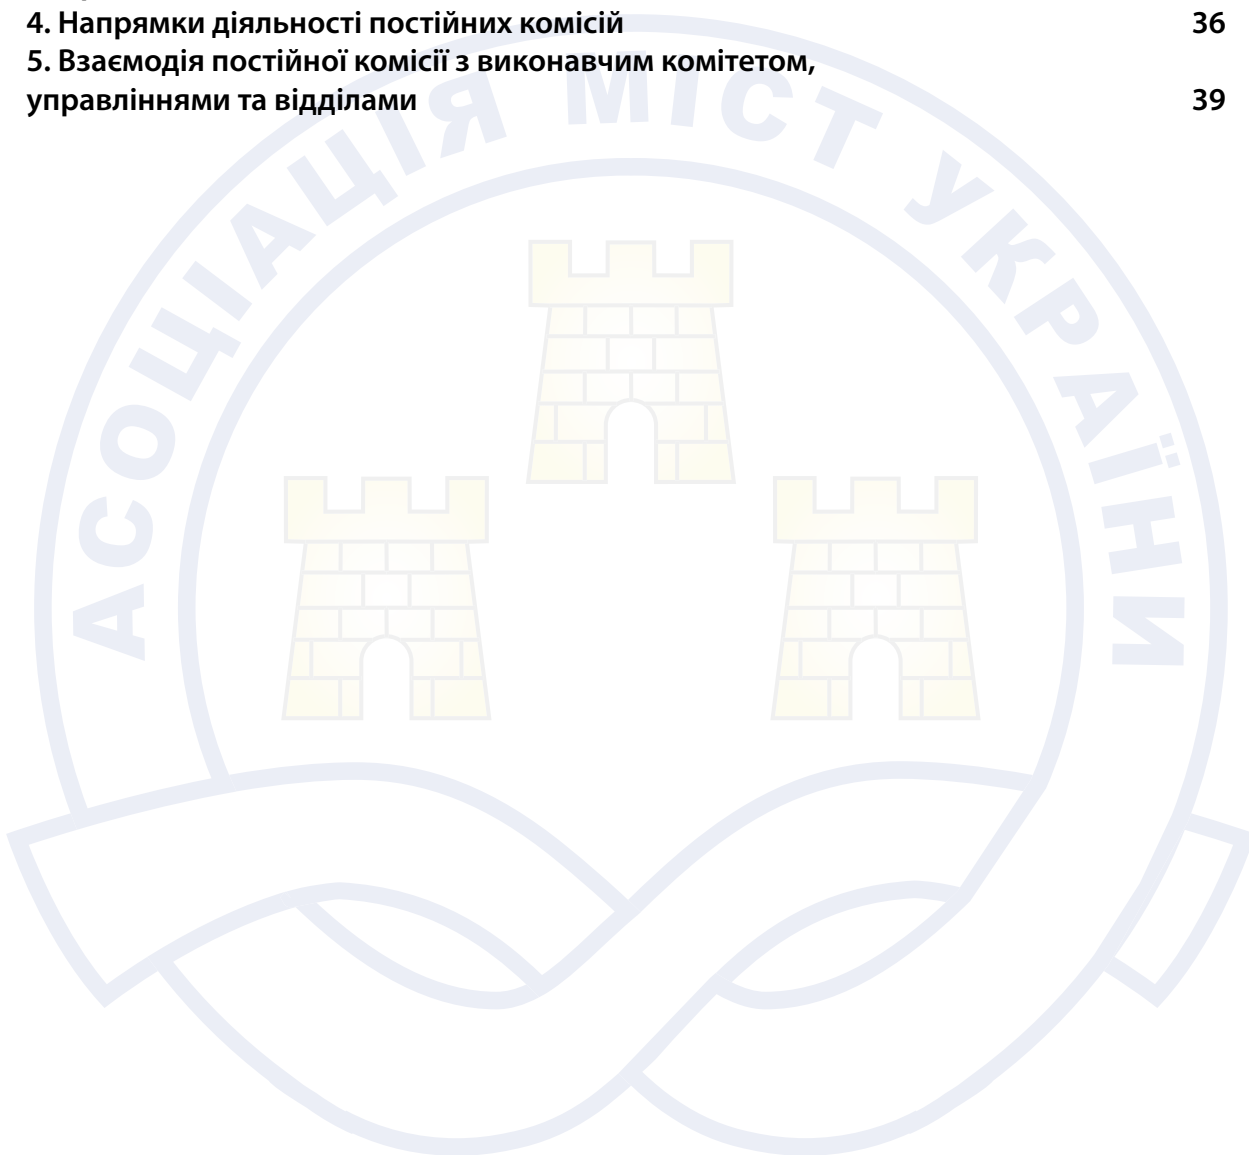 4. Напрямки діяльності постійних комісій 36
5. Взаємодія постійної комісії з виконавчим комітетом,
управліннями та відділами 39
АСОЦІАЦІЯ МІСТ УКРАЇНИ